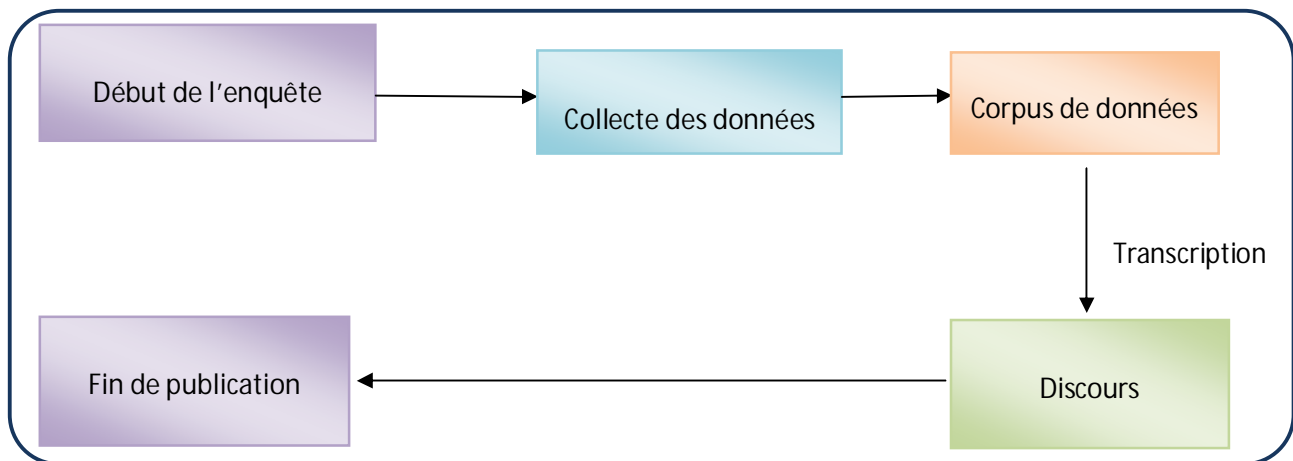 Début de l'enquête
Collecte des données
Corpus de données
Transcription
Discours
Fin de publication